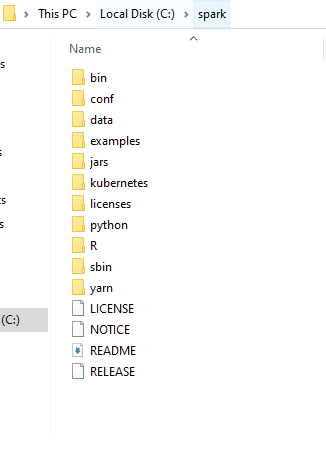 This PC > Local Disk (C:) > spark
Name
bin
conf
data
examples
jars
kubernetes
licenses
python
R
sbin
yarn
(C:)
LICENSE
NOTICE
README
RELEASE